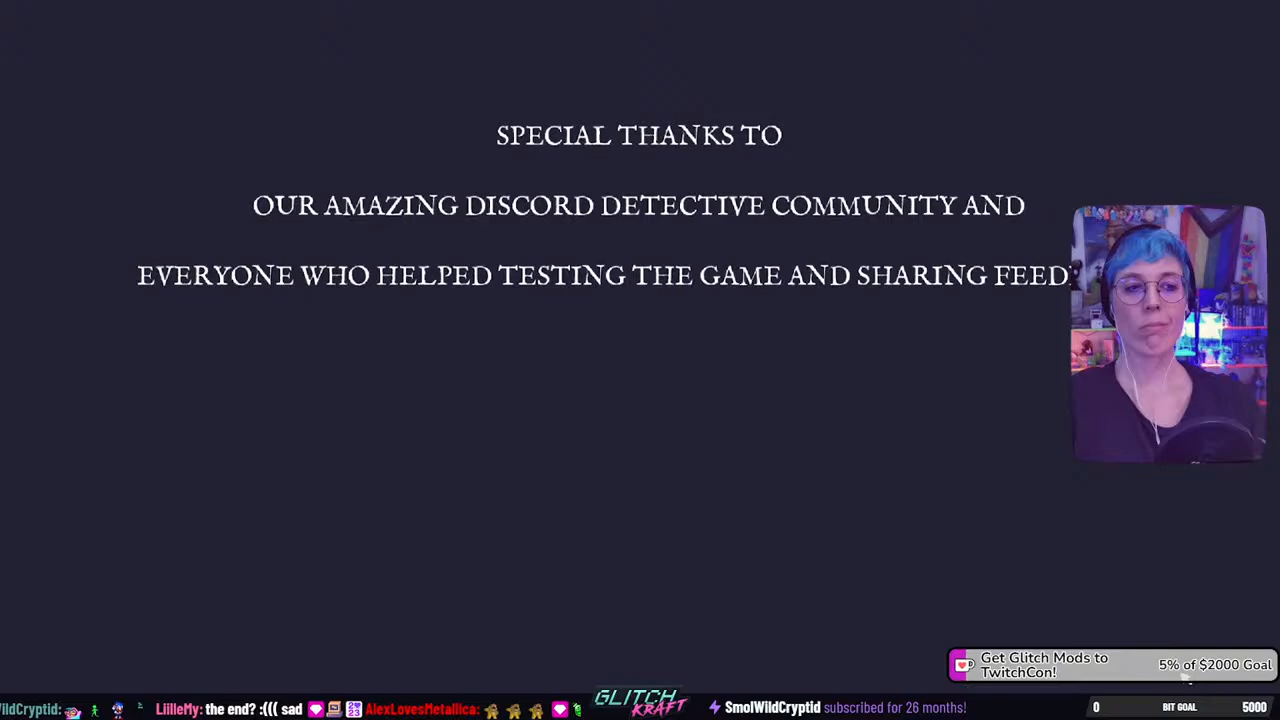 SPECIAL THANKS TO
OUR AMAZING DISCORD DETECTIVE COMMUNITY AND
EVERYONE WHO HELPED TESTING THE GAME AND SHARING FEED
Get Glitch Mods to
TwitchCon!
5% of $2000 Goal
ildCryptid:
LiilleMy: the end? :((( sad
AlexLovesMetallica:
GLITCH
KRAFT
SmolWildCryptid subscribed for 26 months!
0 BIT GOAL 5000